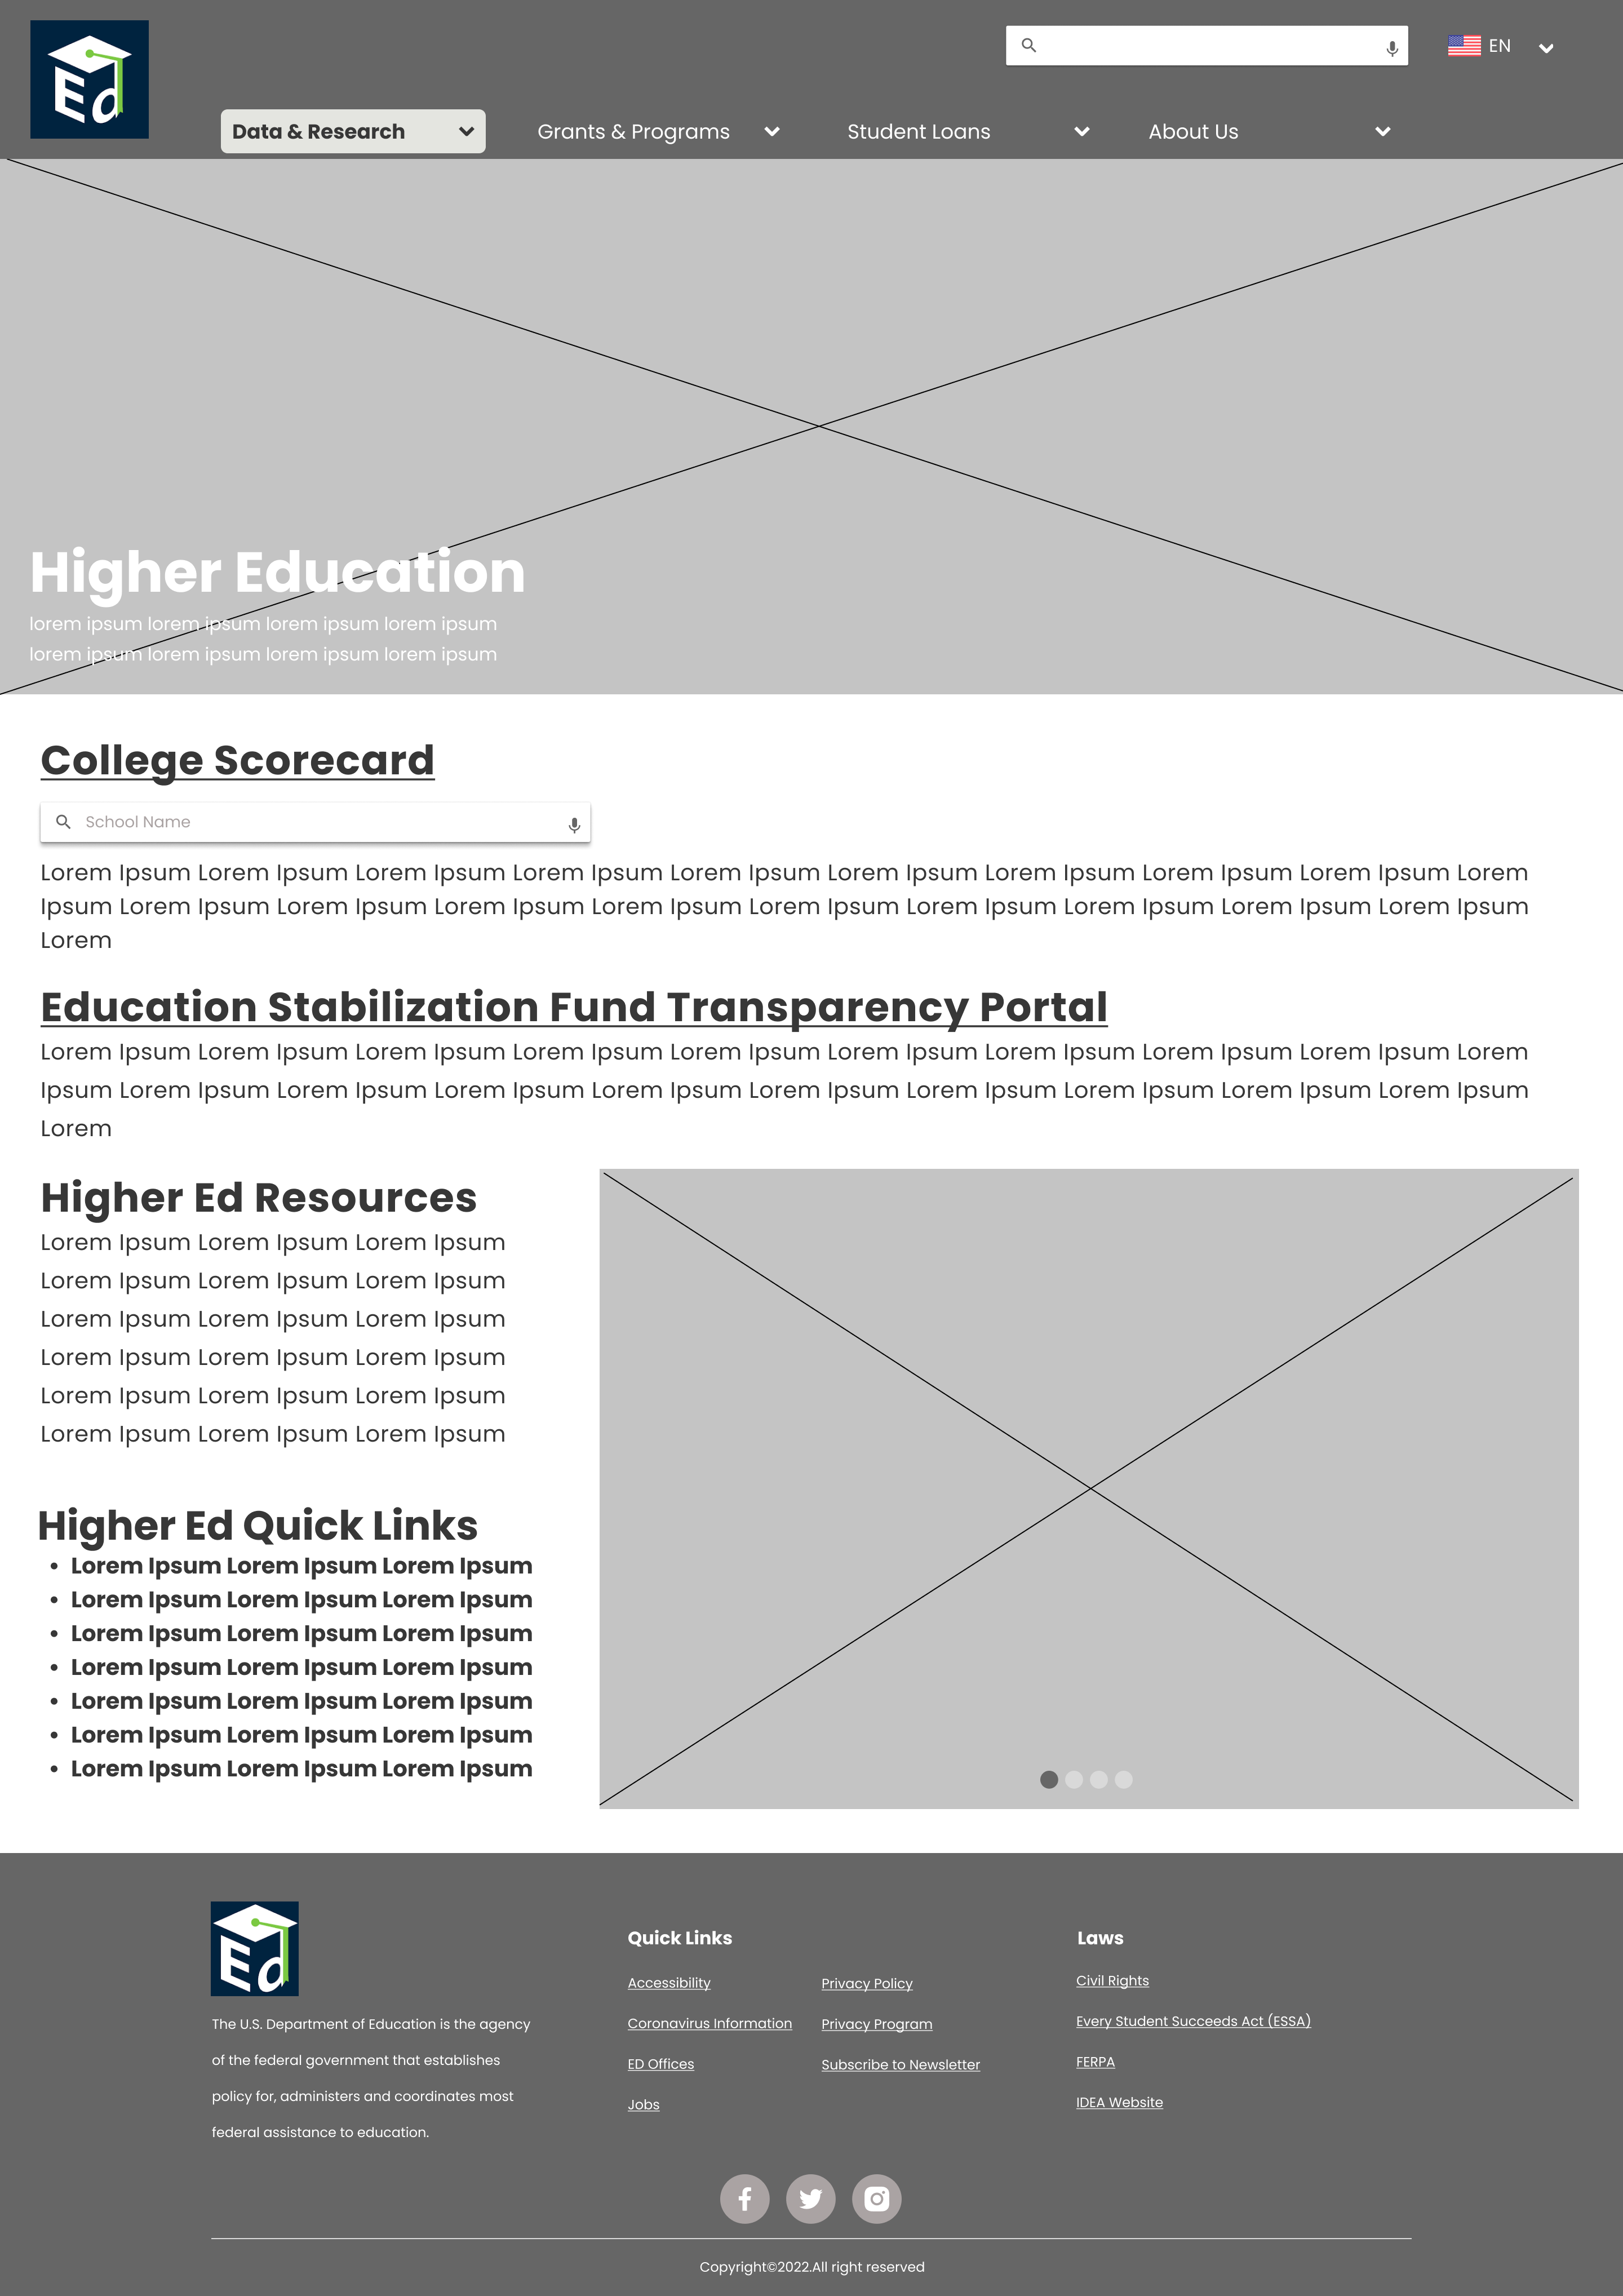 Ed
EN
Data & Research
Grants & Programs
Student Loans
About Us
Higher Education
lorem ipsum lorem ipsum lorem ipsum lorem ipsum
lorem ipsum lorem ipsum lorem ipsum lorem ipsum
College Scorecard
School Name
Lorem Ipsum Lorem Ipsum Lorem Ipsum Lorem Ipsum Lorem Ipsum Lorem Ipsum Lorem Ipsum Lorem Ipsum Lorem Ipsum Lorem
Ipsum Lorem Ipsum Lorem Ipsum Lorem Ipsum Lorem Ipsum Lorem Ipsum Lorem Ipsum Lorem Ipsum Lorem Ipsum Lorem Ipsum
Lorem
Education Stabilization Fund Transparency Portal
Lorem Ipsum Lorem Ipsum Lorem Ipsum Lorem Ipsum Lorem Ipsum Lorem Ipsum Lorem Ipsum Lorem Ipsum Lorem Ipsum Lorem
Ipsum Lorem Ipsum Lorem Ipsum Lorem Ipsum Lorem Ipsum Lorem Ipsum Lorem Ipsum Lorem Ipsum Lorem Ipsum Lorem Ipsum
Lorem
Higher Ed Resources
Lorem Ipsum Lorem Ipsum Lorem Ipsum
Lorem Ipsum Lorem Ipsum Lorem Ipsum
Lorem Ipsum Lorem Ipsum Lorem Ipsum
Lorem Ipsum Lorem Ipsum Lorem Ipsum
Lorem Ipsum Lorem Ipsum Lorem Ipsum
Lorem Ipsum Lorem Ipsum Lorem Ipsum
Higher Ed Quick Links
• Lorem Ipsum Lorem Ipsum Lorem Ipsum
• Lorem Ipsum Lorem Ipsum Lorem Ipsum
• Lorem Ipsum Lorem Ipsum Lorem Ipsum
• Lorem Ipsum Lorem Ipsum Lorem Ipsum
• Lorem Ipsum Lorem Ipsum Lorem Ipsum
• Lorem Ipsum Lorem Ipsum Lorem Ipsum
• Lorem Ipsum Lorem Ipsum Lorem Ipsum
Ed
The U.S. Department of Education is the agency
of the federal government that establishes
policy for, administers and coordinates most
federal assistance to education.
Quick Links
Accessibility
Coronavirus Information
ED Offices
Jobs
Privacy Policy
Privacy Program
Subscribe to Newsletter
Laws
Civil Rights
Every Student Succeeds Act (ESSA)
FERPA
IDEA Website
Copyright©2022.All right reserved